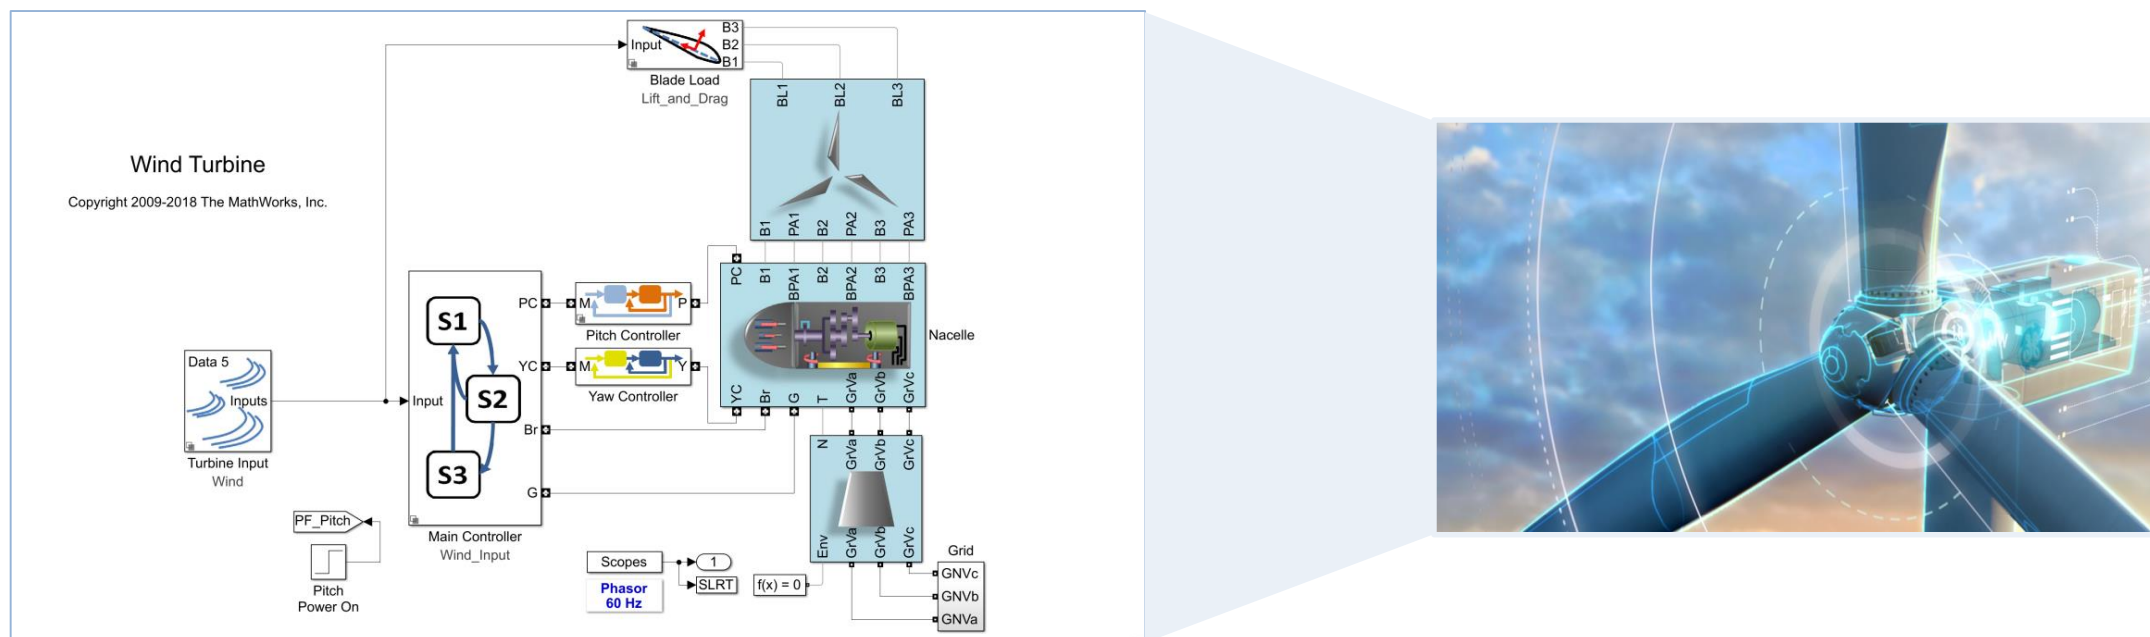 Wind Turbine
Copyright 2009-2018 The MathWorks, Inc.
Input
B3
B2
B1
Blade Load
Lift_and_Drag
BL1
BL2
BL3
B1
PA1
B2
PA2
B3
PA3
PC
B1
BPA1
B2
BPA2
B3
BPA3
Nacelle
YC
Br
G
T
GrVa
GrVb
GrVc
Data 5
Inputs
Turbine Input
Wind
Input
S1
S2
S3
PC
YC
Br
G
Main Controller
Wind_Input
M
P
Pitch Controller
M
Y
Yaw Controller
N
GrVa
GrVb
GrVc
Env
GrVa
GrVb
GrVc
PF_Pitch
Pitch
Power On
Scopes
1
SLRT
Phasor
60 Hz
f(x) = 0
Grid
GNVc
GNVb
GNVa